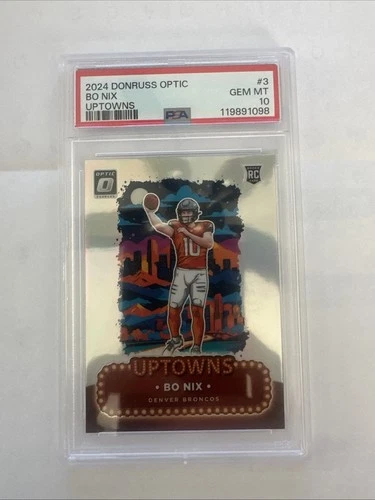 2024 DONRUSS OPTIC #3
BO NIX GEM MT
UPTOWNS 10
PSA 119891098
OPTIC
RC
10
UPTOWNS
• BO NIX •
DENVER BRONCOS